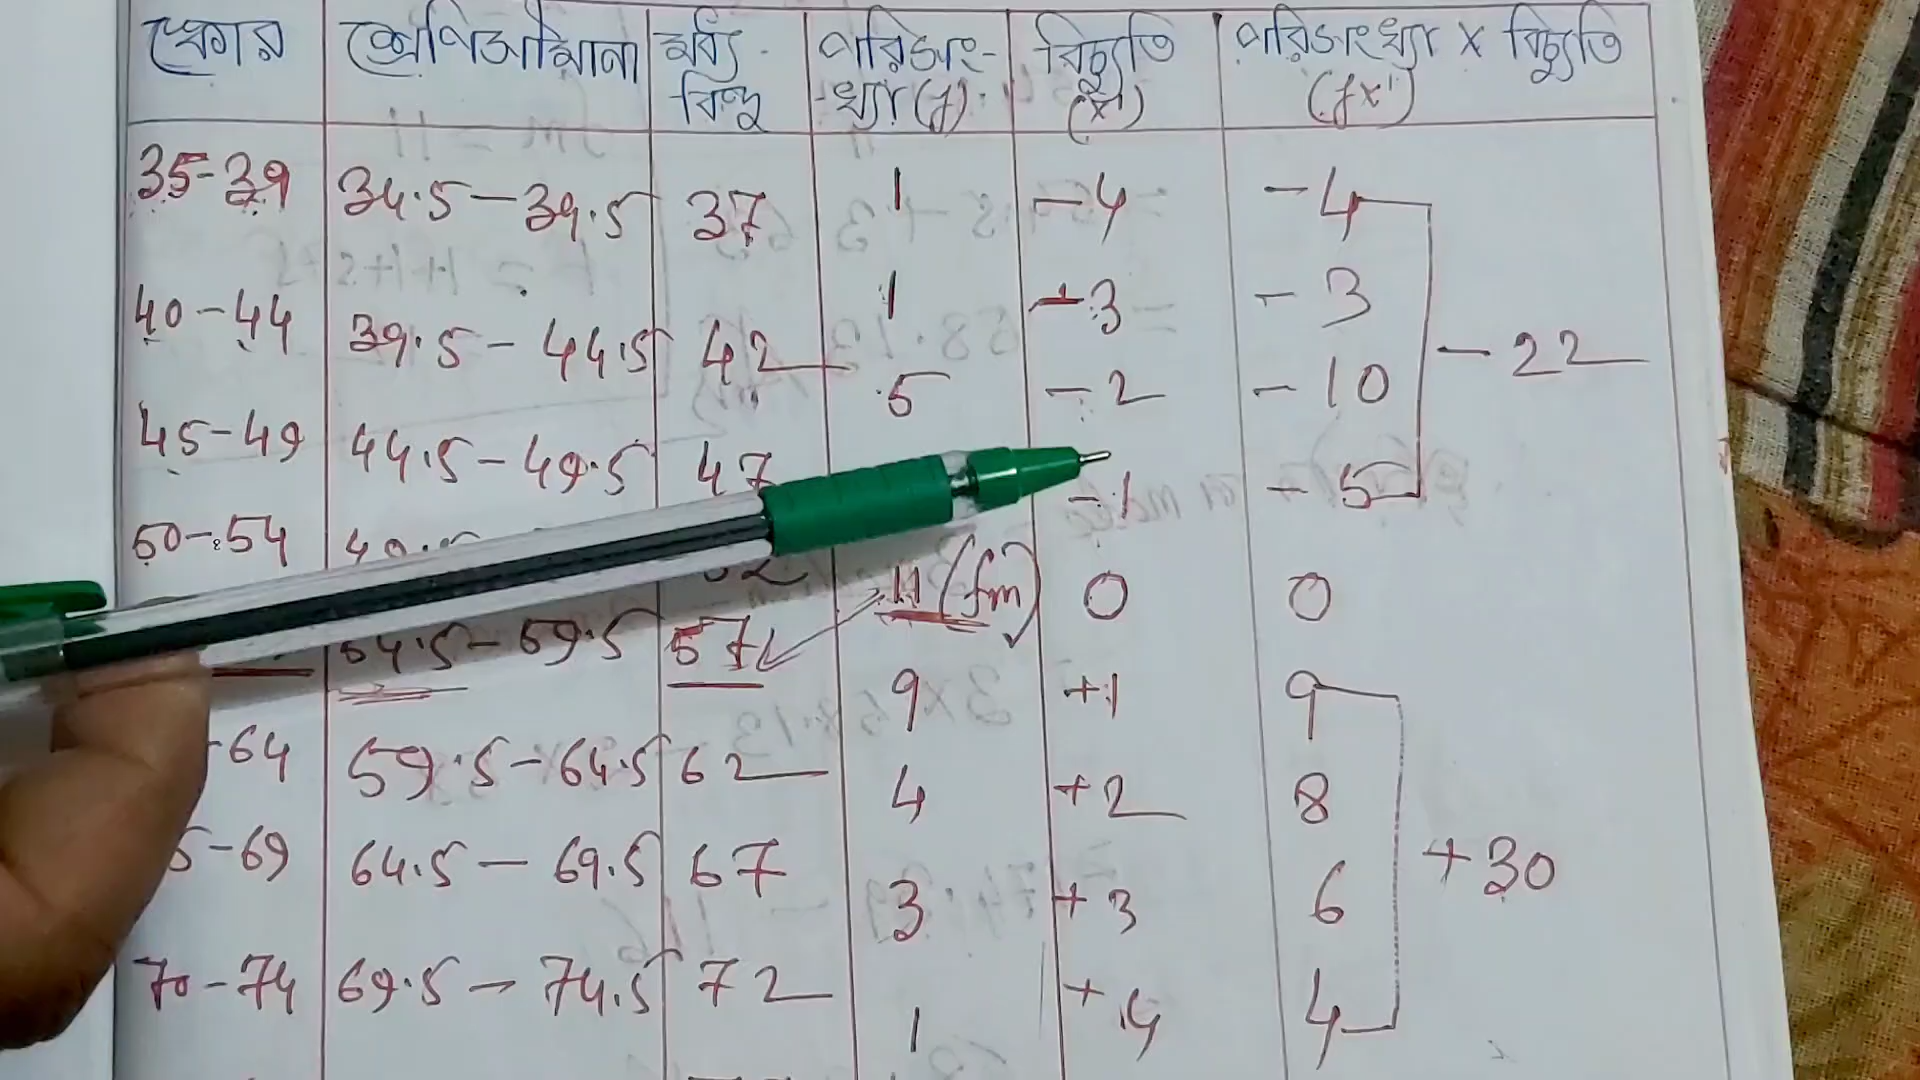 স্কোর শ্রেণিসীমানা মধ্য- পরিসাং- বিচ্যুতি পরিসাংখ্যা x বিচ্যুতি
বিন্দু -খ্যা (f) (x') (fx')
35-39 34.5-39.5 37 1 -4 -4
40-44 39.5-44.5 42 1 -3 -3
-22
45-49 44.5-49.5 47 5 -2 -10
50-54 -1 -5
54.5-59.5 57 11 (fm) 0 0
-64 59.5-64.5 62 9 +1 9
-69 64.5-69.5 67 4 +2 8
+30
70-74 69.5-74.5 72 3 +3 6
1 +4 4